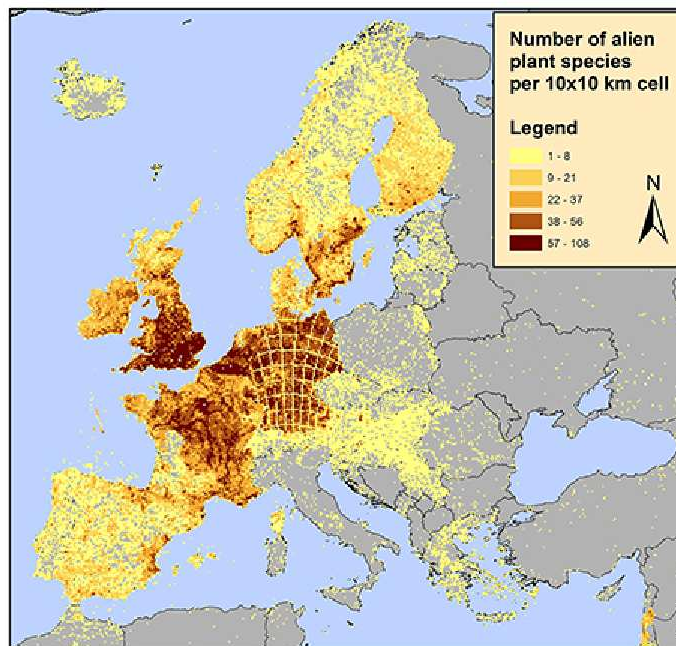 Number of alien
plant species
per 10x10 km cell
Legend
1 - 8
9 - 21
22 - 37
38 - 56
57 - 108
N